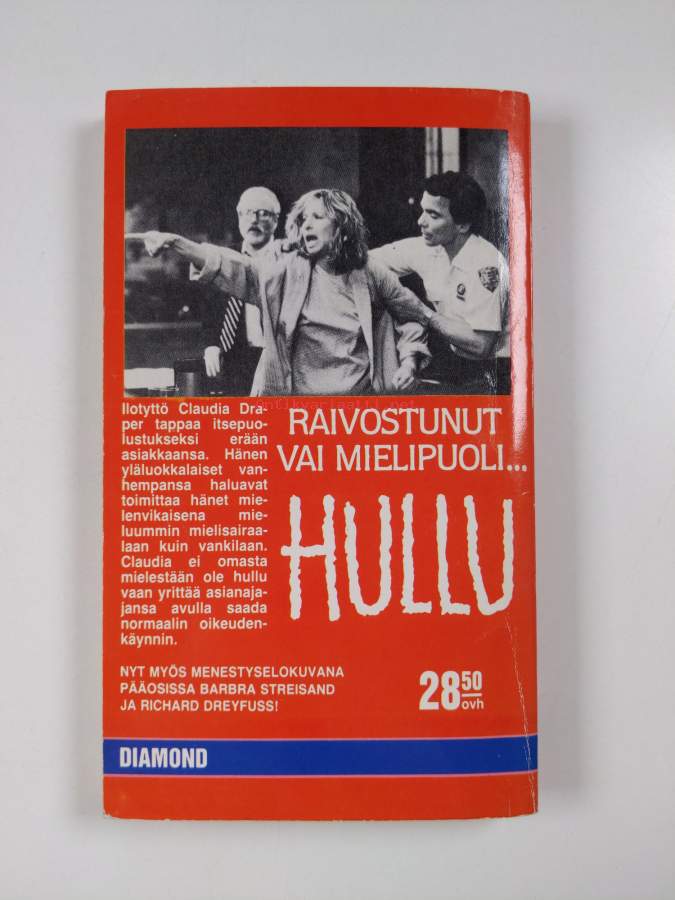 antikvariaatti.net
Ilotyttö Claudia Dra-
per tappaa itsepuo-
lustukseksi erään
asiakkaansa. Hänen
yläluokkalaiset van-
hempansa haluavat
toimittaa hänet mie-
lenvikaisena mie-
luummin mielisairaa-
laan kuin vankilaan.
Claudia ei omasta
mielestään ole hullu
vaan yrittää asianaja-
jansa avulla saada
normaalin oikeuden-
käynnin.
RAIVOSTUNUT
VAI MIELIPUOLI...
HULLU
NYT MYÖS MENESTYSELOKUVANA
PÄÄOSISSA BARBRA STREISAND
JA RICHARD DREYFUSS!
28 50
ovh
DIAMOND